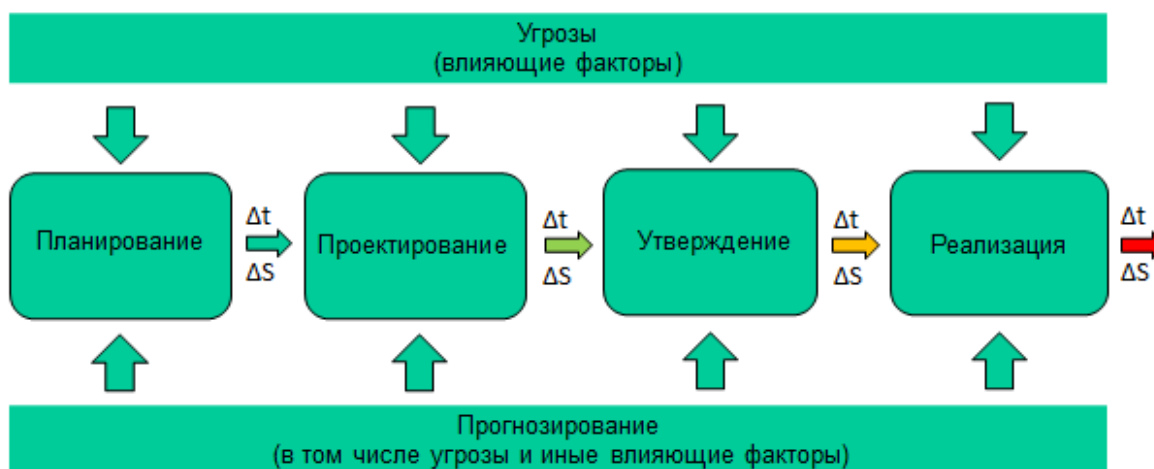 Угрозы
(влияющие факторы)
Планирование
Δt
ΔS
Проектирование
Δt
ΔS
Утверждение
Δt
ΔS
Реализация
Δt
ΔS
Прогнозирование
(в том числе угрозы и иные влияющие факторы)